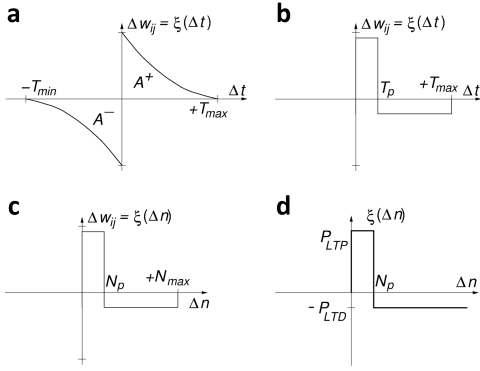 a
Δw_ij = ξ(Δt)
A⁺
−T_min
Δt
+T_max
A⁻
b
Δw_ij = ξ(Δt)
T_p
+T_max
Δt
c
Δw_ij = ξ(Δn)
N_p
+N_max
Δn
d
ξ(Δn)
P_LTP
N_p
Δn
− P_LTD